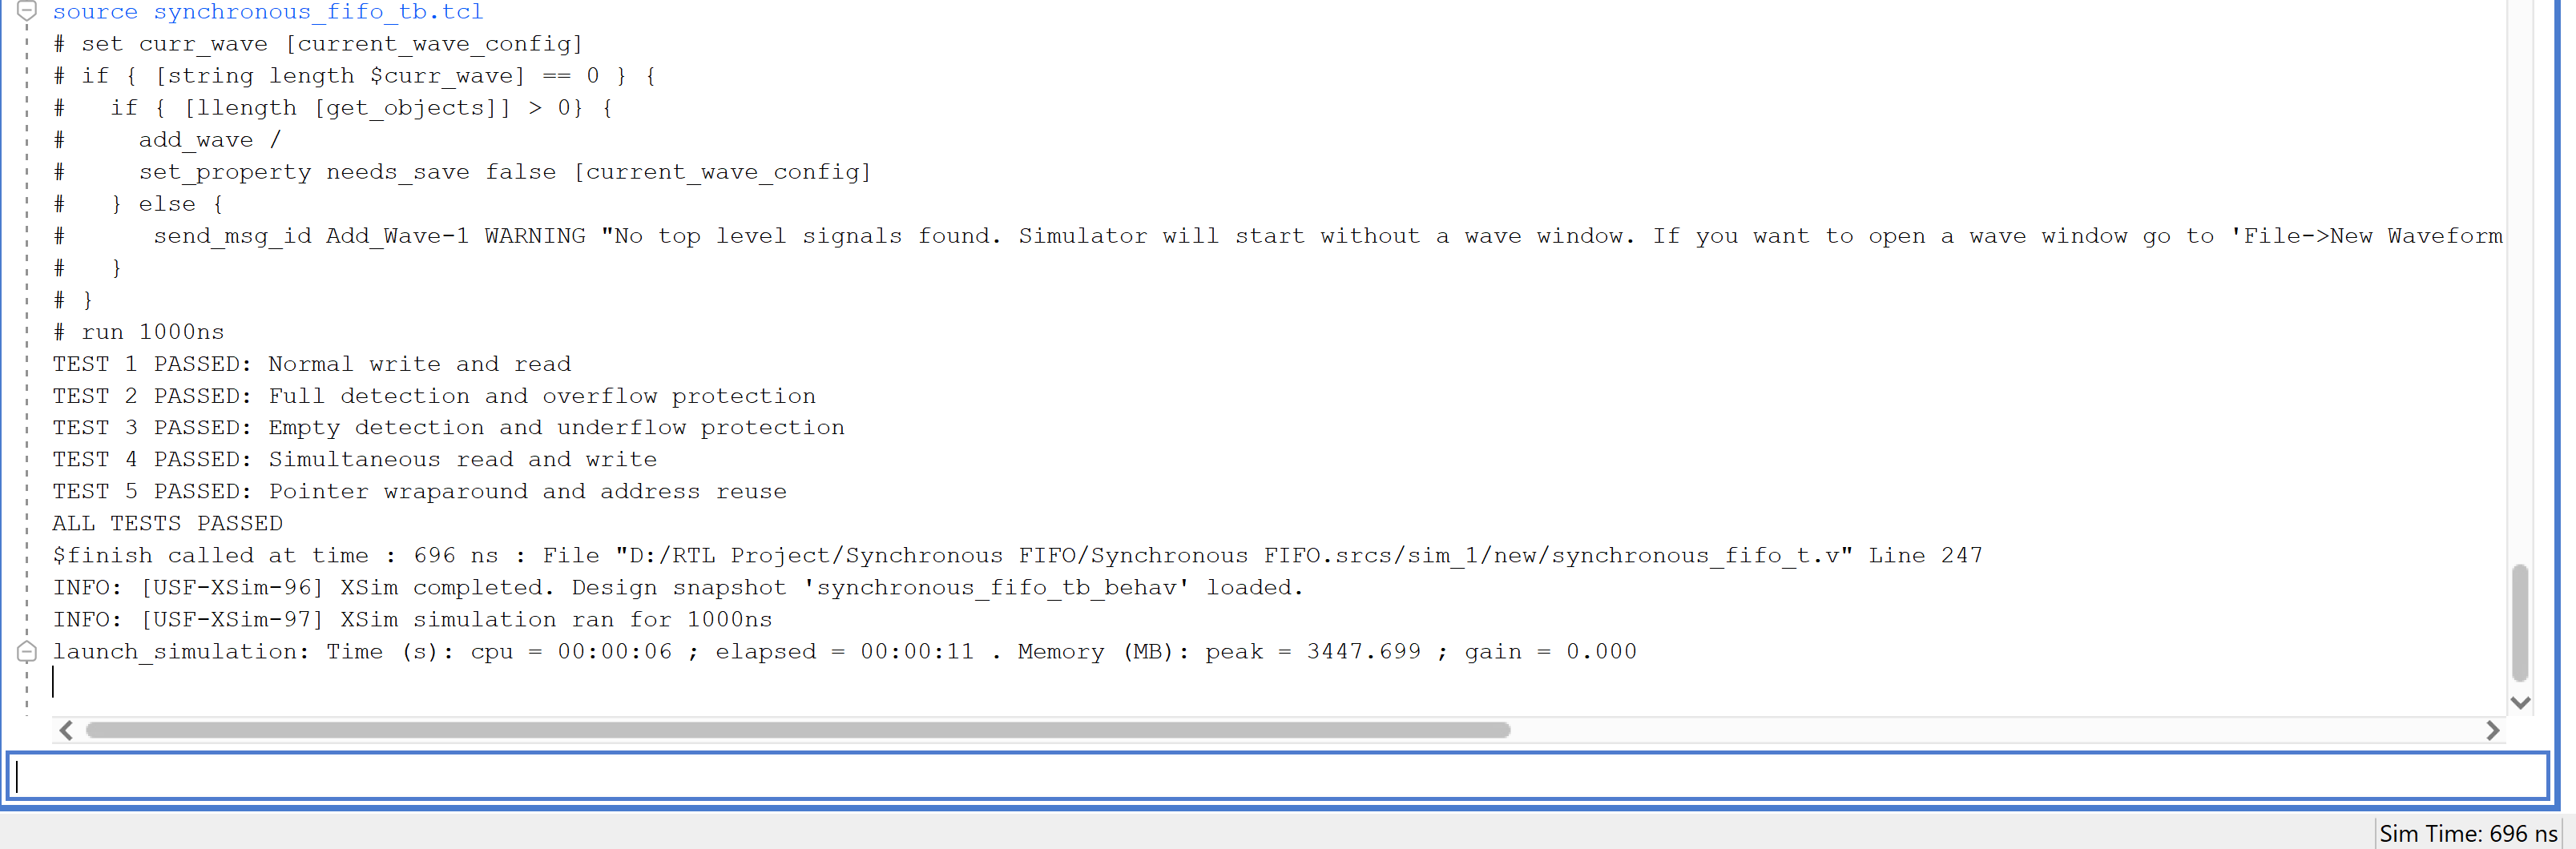 source synchronous_fifo_tb.tcl
# set curr_wave [current_wave_config]
# if { [string length $curr_wave] == 0 } {
#   if { [llength [get_objects]] > 0} {
#     add_wave /
#     set_property needs_save false [current_wave_config]
#   } else {
#      send_msg_id Add_Wave-1 WARNING "No top level signals found. Simulator will start without a wave window. If you want to open a wave window go to 'File->New Waveform
#   }
# }
# run 1000ns
TEST 1 PASSED: Normal write and read
TEST 2 PASSED: Full detection and overflow protection
TEST 3 PASSED: Empty detection and underflow protection
TEST 4 PASSED: Simultaneous read and write
TEST 5 PASSED: Pointer wraparound and address reuse
ALL TESTS PASSED
$finish called at time : 696 ns : File "D:/RTL Project/Synchronous FIFO/Synchronous FIFO.srcs/sim_1/new/synchronous_fifo_t.v" Line 247
INFO: [USF-XSim-96] XSim completed. Design snapshot 'synchronous_fifo_tb_behav' loaded.
INFO: [USF-XSim-97] XSim simulation ran for 1000ns
launch_simulation: Time (s): cpu = 00:00:06 ; elapsed = 00:00:11 . Memory (MB): peak = 3447.699 ; gain = 0.000
Sim Time: 696 ns